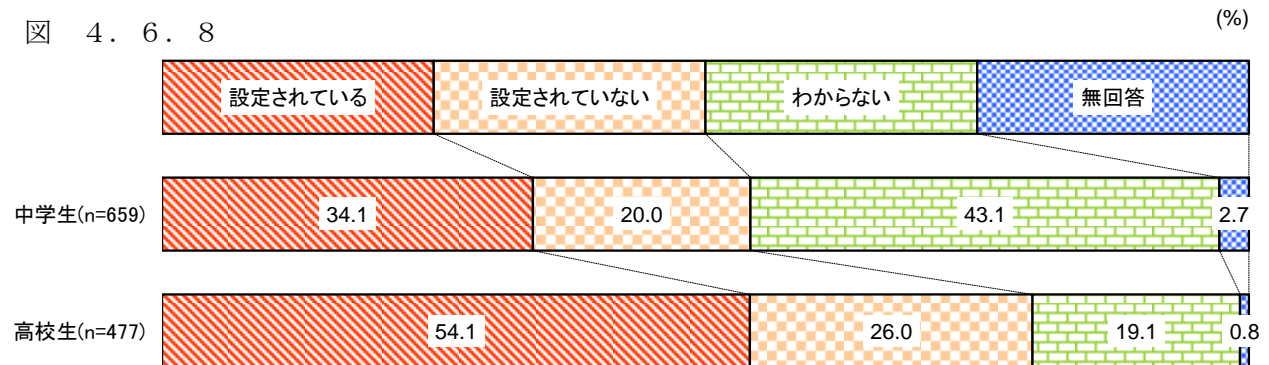 (%)
図　４．６．８
設定されている 設定されていない わからない 無回答
中学生(n=659) 34.1 20.0 43.1 2.7
高校生(n=477) 54.1 26.0 19.1 0.8